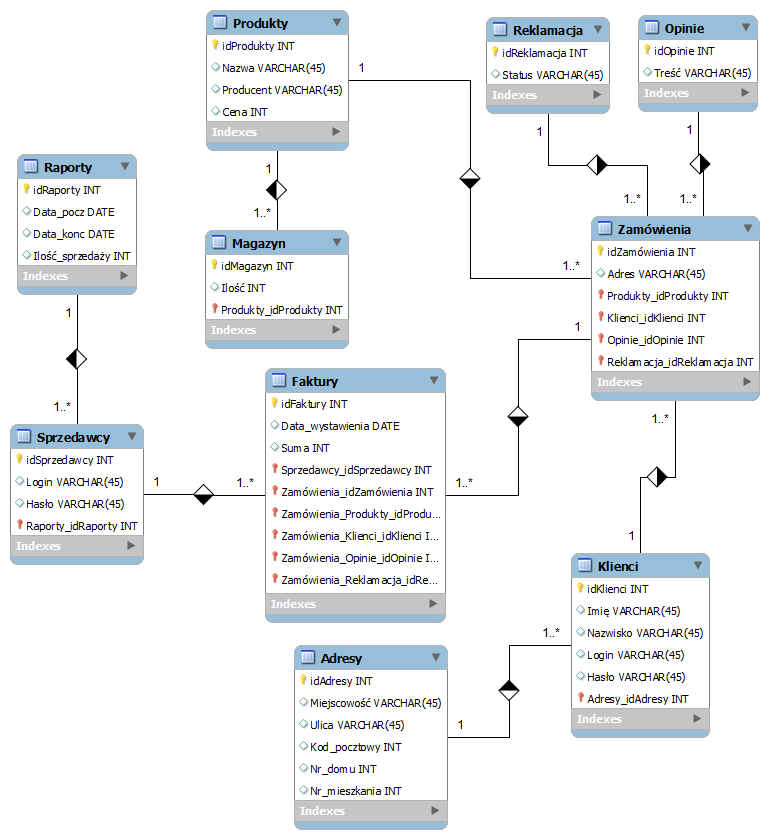 Produkty
idProdukty INT
Nazwa VARCHAR(45)
Producent VARCHAR(45)
Cena INT
Indexes
Reklamacja
idReklamacja INT
Status VARCHAR(45)
Indexes
Opinie
idOpinie INT
Treść VARCHAR(45)
Indexes
1
1
1
1
1..*
1..*
1..*
1..*
Raporty
idRaporty INT
Data_pocz DATE
Data_konc DATE
Ilość_sprzedaży INT
Indexes
Magazyn
idMagazyn INT
Ilość INT
Produkty_idProdukty INT
Indexes
Zamówienia
idZamówienia INT
Adres VARCHAR(45)
Produkty_idProdukty INT
Klienci_idKlienci INT
Opinie_idOpinie INT
Reklamacja_idReklamacja INT
Indexes
1
1..*
1
1..*
1..*
1
Faktury
idFaktury INT
Data_wystawienia DATE
Suma INT
Sprzedawcy_idSprzedawcy INT
Zamówienia_idZamówienia INT
Zamówienia_Produkty_idProdu...
Zamówienia_Klienci_idKlienci I...
Zamówienia_Opinie_idOpinie I...
Zamówienia_Reklamacja_idRe...
Indexes
Sprzedawcy
idSprzedawcy INT
Login VARCHAR(45)
Hasło VARCHAR(45)
Raporty_idRaporty INT
Indexes
1
1..*
Klienci
idKlienci INT
Imię VARCHAR(45)
Nazwisko VARCHAR(45)
Login VARCHAR(45)
Hasło VARCHAR(45)
Adresy_idAdresy INT
Indexes
1..*
1
Adresy
idAdresy INT
Miejscowość VARCHAR(45)
Ulica VARCHAR(45)
Kod_pocztowy INT
Nr_domu INT
Nr_mieszkania INT
Indexes